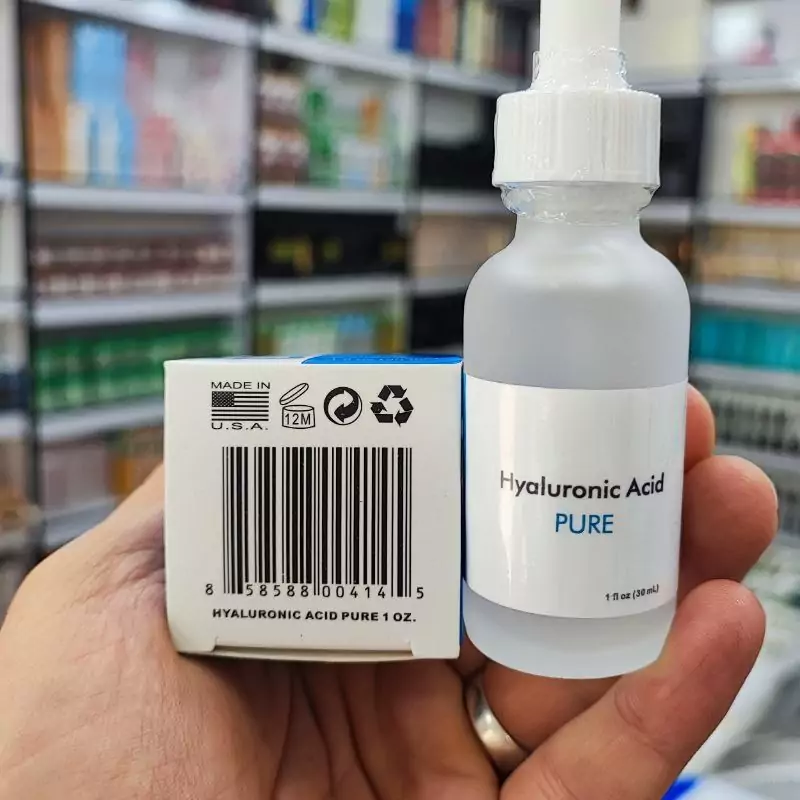 MADE IN
U.S.A.
12M
8 58588 00414 5
HYALURONIC ACID PURE 1 OZ.
Hyaluronic Acid
PURE
1 fl oz (30 mL)